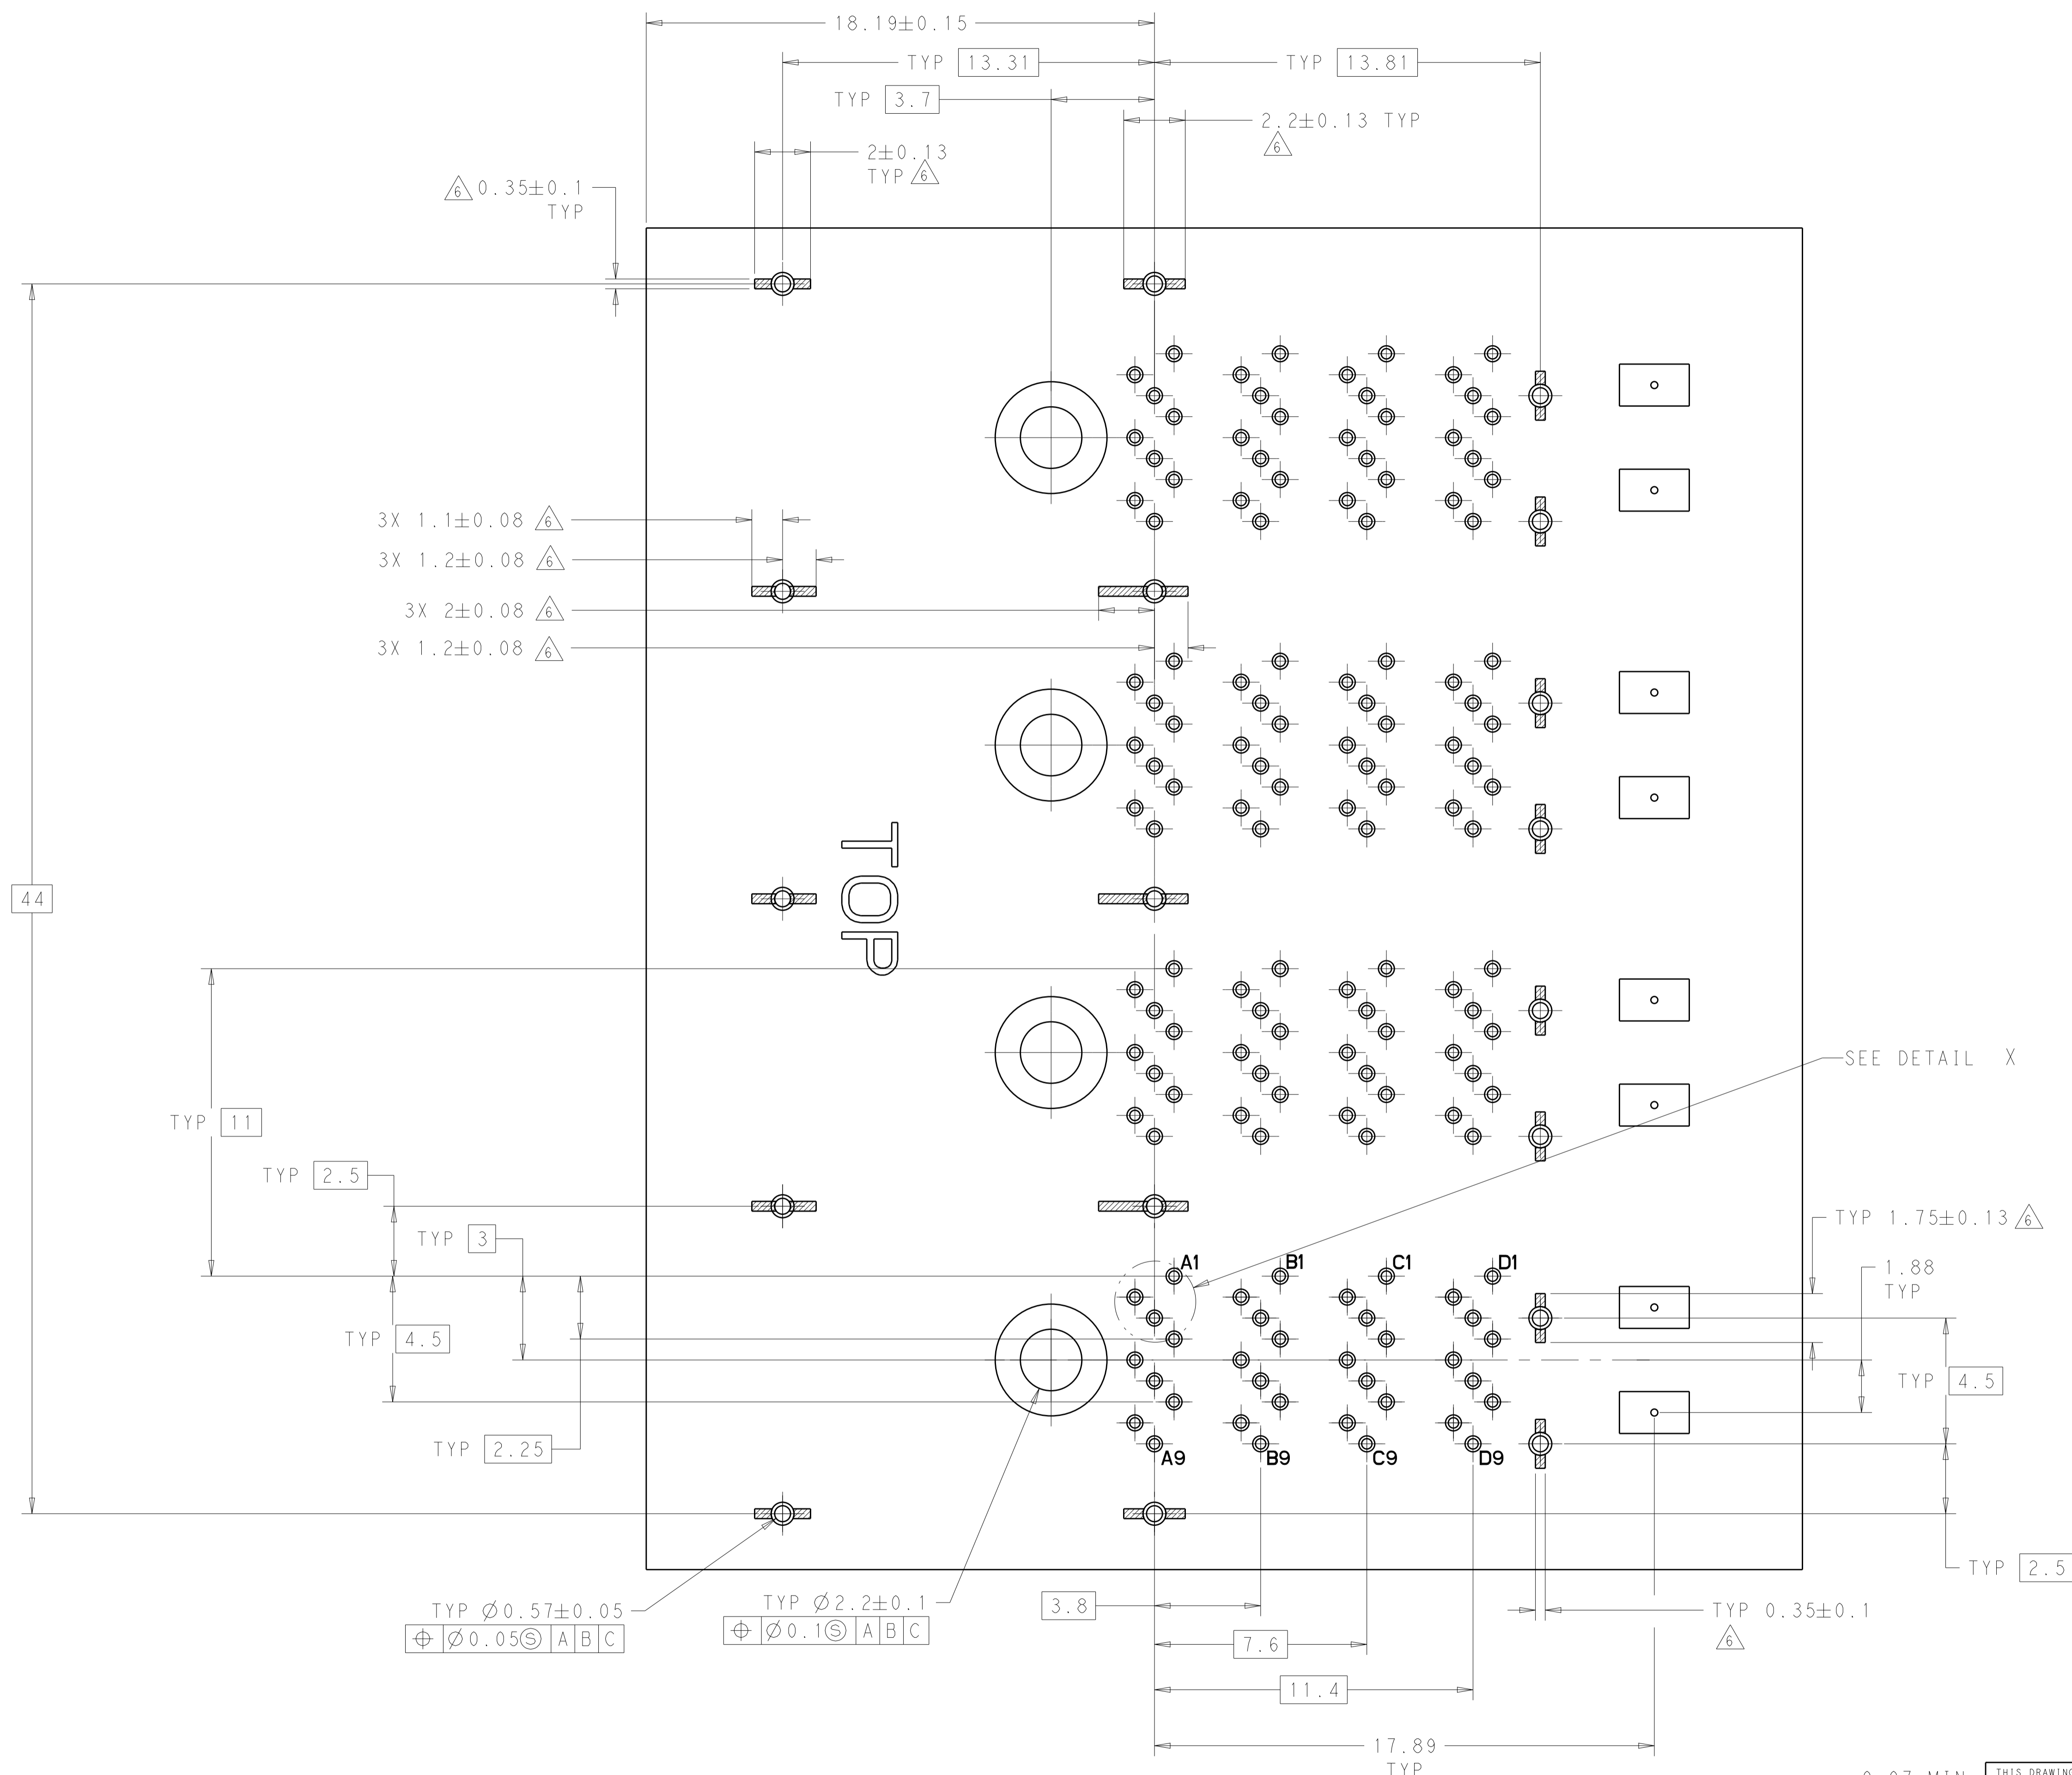 18.19±0.15
TYP 13.31
TYP 13.81
TYP 3.7
2.2±0.13 TYP
6
2±0.13
TYP 6
6 0.35±0.1
TYP
3X 1.1±0.08 6
3X 1.2±0.08 6
3X 2±0.08 6
3X 1.2±0.08 6
TOP
44
SEE DETAIL X
TYP 11
TYP 2.5
TYP 3
TYP 4.5
TYP 2.25
A1 B1 C1 D1
A9 B9 C9 D9
TYP 1.75±0.13 6
1.88
TYP
TYP 4.5
TYP 2.5
TYP Ø0.57±0.05
⌖ Ø0.05Ⓢ A B C
TYP Ø2.2±0.1
⌖ Ø0.1Ⓢ A B C
3.8
7.6
11.4
17.89
TYP
TYP 0.35±0.1
6
THIS DRAWING